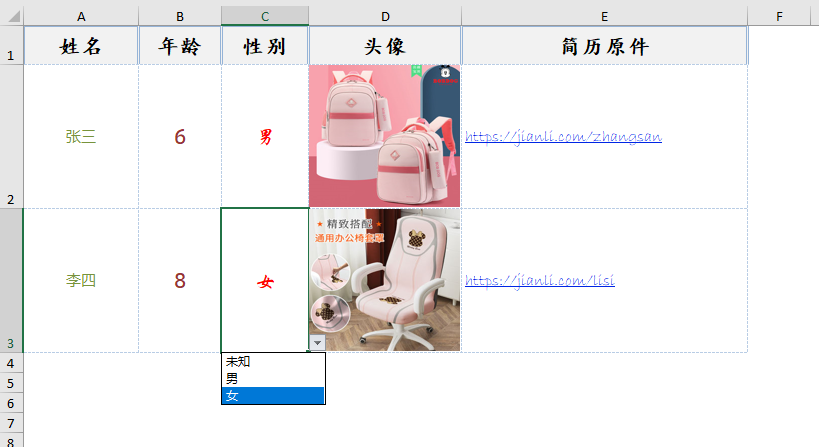 A B C D E F
1 姓名 年龄 性别 头像 简历原件
2 张三 6 男 https://jianli.com/zhangsan
精致搭配
通用办公椅套罩
3 李四 8 女 https://jianli.com/lisi
4 未知
5 男
6 女
7
8